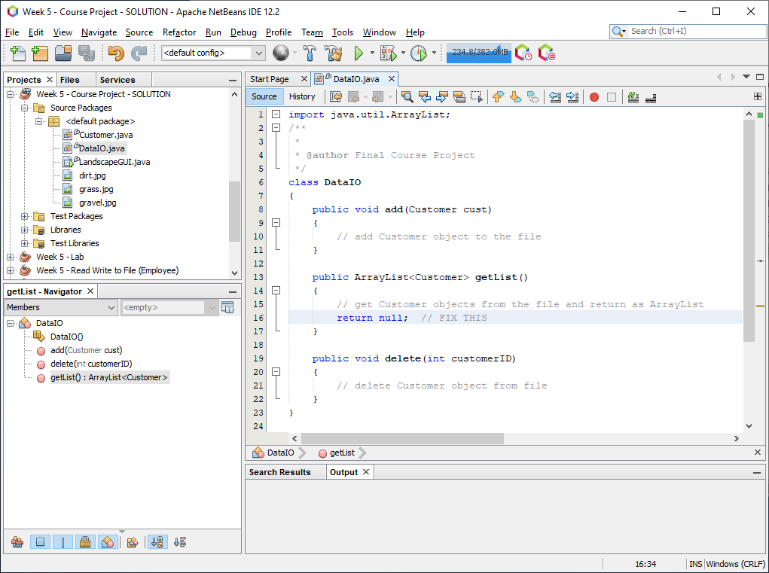 Week 5 - Course Project - SOLUTION - Apache NetBeans IDE 12.2
File Edit View Navigate Source Refactor Run Debug Profile Team Tools Window Help
Search (Ctrl+I)
<default config>
234.8/382.0MB
Projects Files Services
Week 5 - Course Project - SOLUTION
Source Packages
<default package>
Customer.java
DataIO.java
LandscapeGUI.java
dirt.jpg
grass.jpg
gravel.jpg
Test Packages
Libraries
Test Libraries
Week 5 - Lab
Week 5 - Read Write to File (Employee)
getList - Navigator
Members <empty>
DataIO
DataIO()
add(Customer cust)
delete(int customerID)
getList() : ArrayList<Customer>
Start Page DataIO.java
Source History
1 import java.util.ArrayList;
2 /**
3 *
4 * @author Final Course Project
5 */
6 class DataIO
7 {
8 public void add(Customer cust)
9 {
10 // add Customer object to the file
11 }
12
13 public ArrayList<Customer> getList()
14 {
15 // get Customer objects from the file and return as ArrayList
16 return null; // FIX THIS
17 }
18
19 public void delete(int customerID)
20 {
21 // delete Customer object from file
22 }
23 }
24
DataIO getList
Search Results Output
16:34 INS Windows (CRLF)